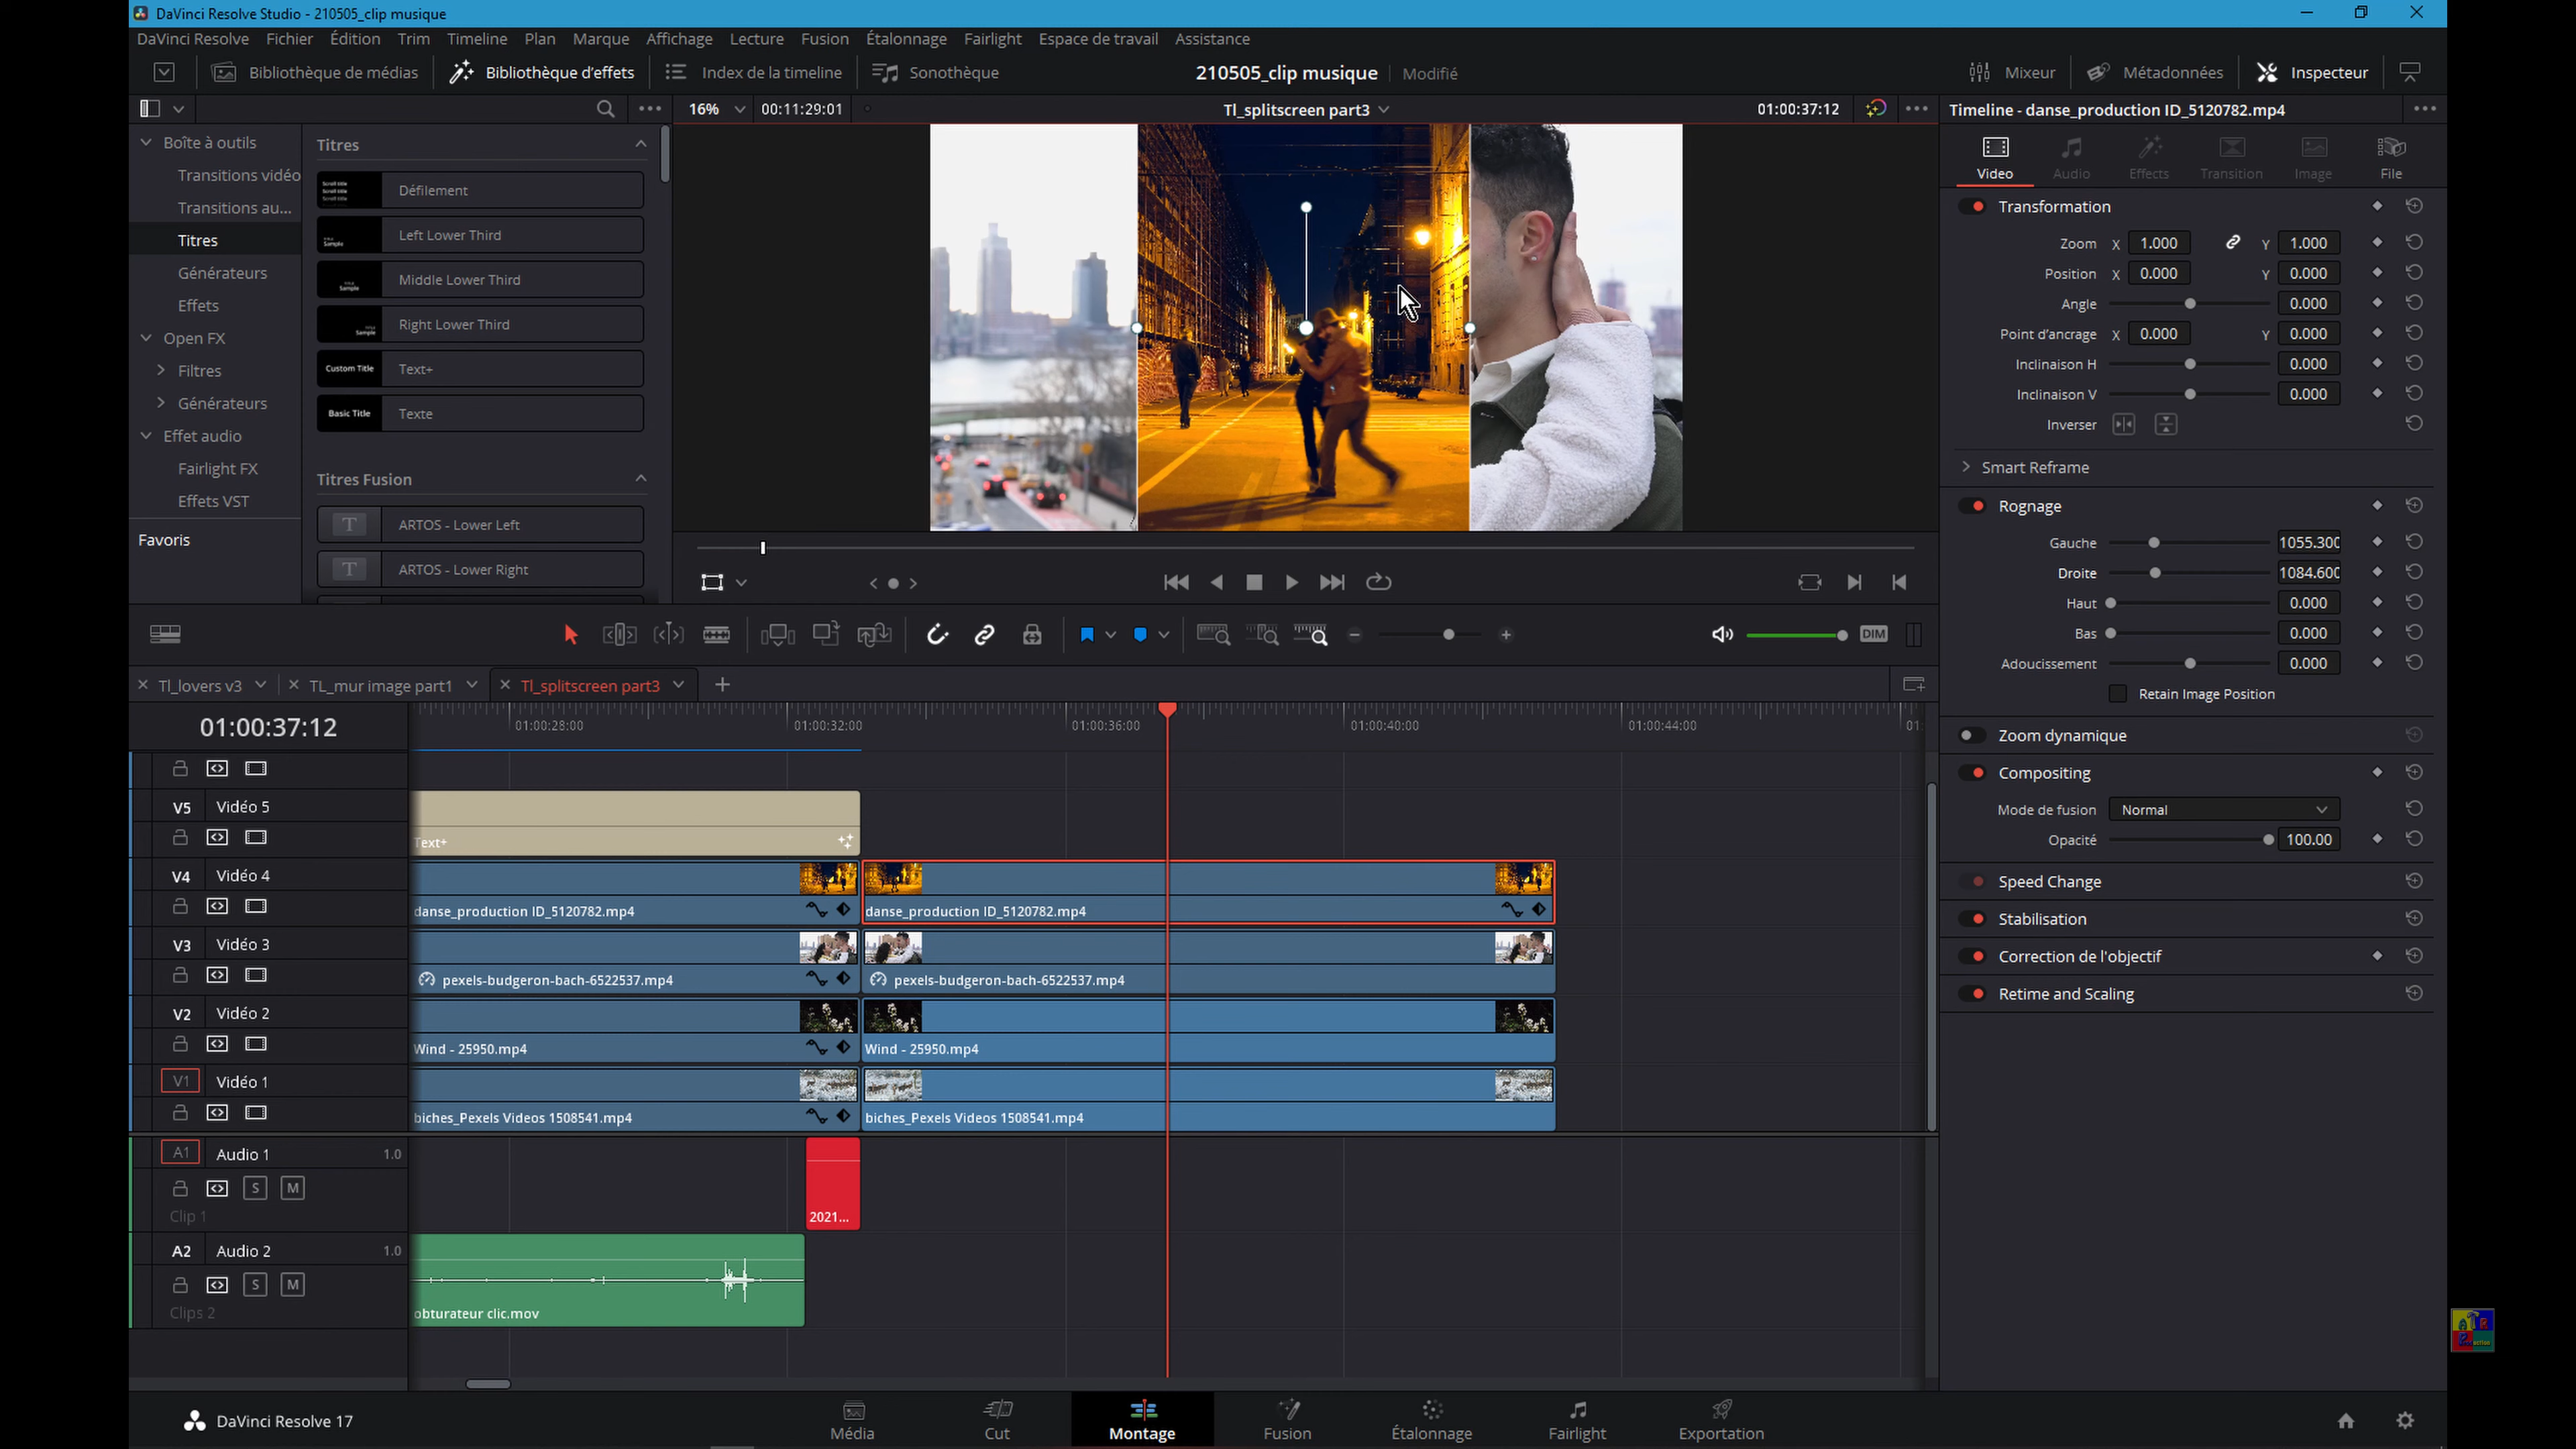 DaVinci Resolve Studio - 210505_clip musique
DaVinci Resolve Fichier Édition Trim Timeline Plan Marque Affichage Lecture Fusion Étalonnage Fairlight Espace de travail Assistance
Bibliothèque de médias Bibliothèque d'effets Index de la timeline Sonothèque 210505_clip musique Modifié Mixeur Métadonnées Inspecteur
16% 00:11:29:01 Tl_splitscreen part3 01:00:37:12 Timeline - danse_production ID_5120782.mp4
Boîte à outils
Transitions vidéo
Transitions au...
Titres
Générateurs
Effets
Open FX
Filtres
Générateurs
Effet audio
Fairlight FX
Effets VST
Favoris
Titres
Défilement
Sample Left Lower Third
Sample Middle Lower Third
Sample Right Lower Third
Custom Title Text+
Basic Title Texte
Titres Fusion
T ARTOS - Lower Left
T ARTOS - Lower Right
Video Audio Effects Transition Image File
Transformation
Zoom X 1.000 Y 1.000
Position X 0.000 Y 0.000
Angle 0.000
Point d'ancrage X 0.000 Y 0.000
Inclinaison H 0.000
Inclinaison V 0.000
Inverser
Smart Reframe
Rognage
Gauche 1055.300
Droite 1084.600
Haut 0.000
Bas 0.000
Adoucissement 0.000
Retain Image Position
Zoom dynamique
Compositing
Mode de fusion Normal
Opacité 100.00
Speed Change
Stabilisation
Correction de l'objectif
Retime and Scaling
DIM
Tl_lovers v3 TL_mur image part1 Tl_splitscreen part3
01:00:37:12 01:00:28:00 01:00:32:00 01:00:36:00 01:00:40:00 01:00:44:00 01:
V5 Vidéo 5
Text+
V4 Vidéo 4
danse_production ID_5120782.mp4 danse_production ID_5120782.mp4
V3 Vidéo 3
pexels-budgeron-bach-6522537.mp4 pexels-budgeron-bach-6522537.mp4
V2 Vidéo 2
Wind - 25950.mp4 Wind - 25950.mp4
V1 Vidéo 1
biches_Pexels Videos 1508541.mp4 biches_Pexels Videos 1508541.mp4
A1 Audio 1 1.0
S M
Clip 1 2021...
A2 Audio 2 1.0
S M
Clips 2 obturateur clic.mov
DaVinci Resolve 17 Média Cut Montage Fusion Étalonnage Fairlight Exportation